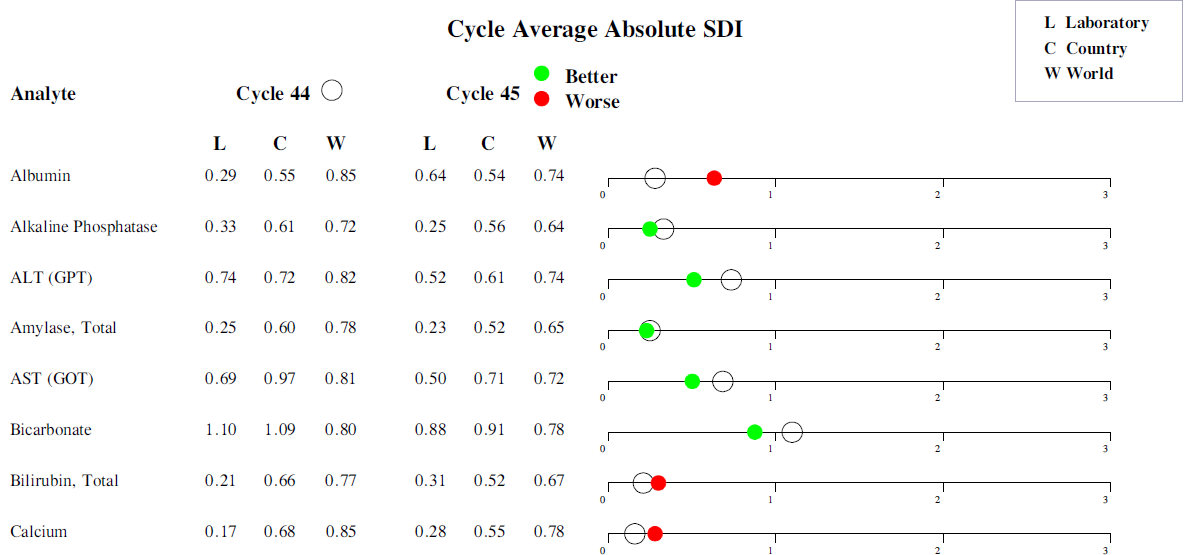 Cycle Average Absolute SDI
L Laboratory
C Country
W World
Analyte Cycle 44 Cycle 45 Better
Worse
L C W L C W
Albumin 0.29 0.55 0.85 0.64 0.54 0.74
0 1 2 3
Alkaline Phosphatase 0.33 0.61 0.72 0.25 0.56 0.64
0 1 2 3
ALT (GPT) 0.74 0.72 0.82 0.52 0.61 0.74
0 1 2 3
Amylase, Total 0.25 0.60 0.78 0.23 0.52 0.65
0 1 2 3
AST (GOT) 0.69 0.97 0.81 0.50 0.71 0.72
0 1 2 3
Bicarbonate 1.10 1.09 0.80 0.88 0.91 0.78
0 1 2 3
Bilirubin, Total 0.21 0.66 0.77 0.31 0.52 0.67
0 1 2 3
Calcium 0.17 0.68 0.85 0.28 0.55 0.78
0 1 2 3